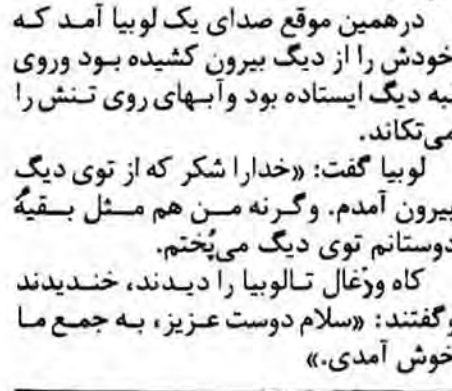 درهمین موقع صدای یک لوبیا آمد که
خودش را از دیگ بیرون کشیده بود وروی
لبه دیگ ایستاده بود وآبهای روی تنش را
می‌تکاند.
لوبیا گفت: «خدارا شکر که از توی دیگ
بیرون آمدم. وگرنه من هم مثل بقیهٔ
دوستانم توی دیگ می‌پُختم.
کاه وزُغال تالوبیا را دیدند، خندیدند
وگفتند: «سلام دوست عزیز، به جمع ما
خوش آمدی.»